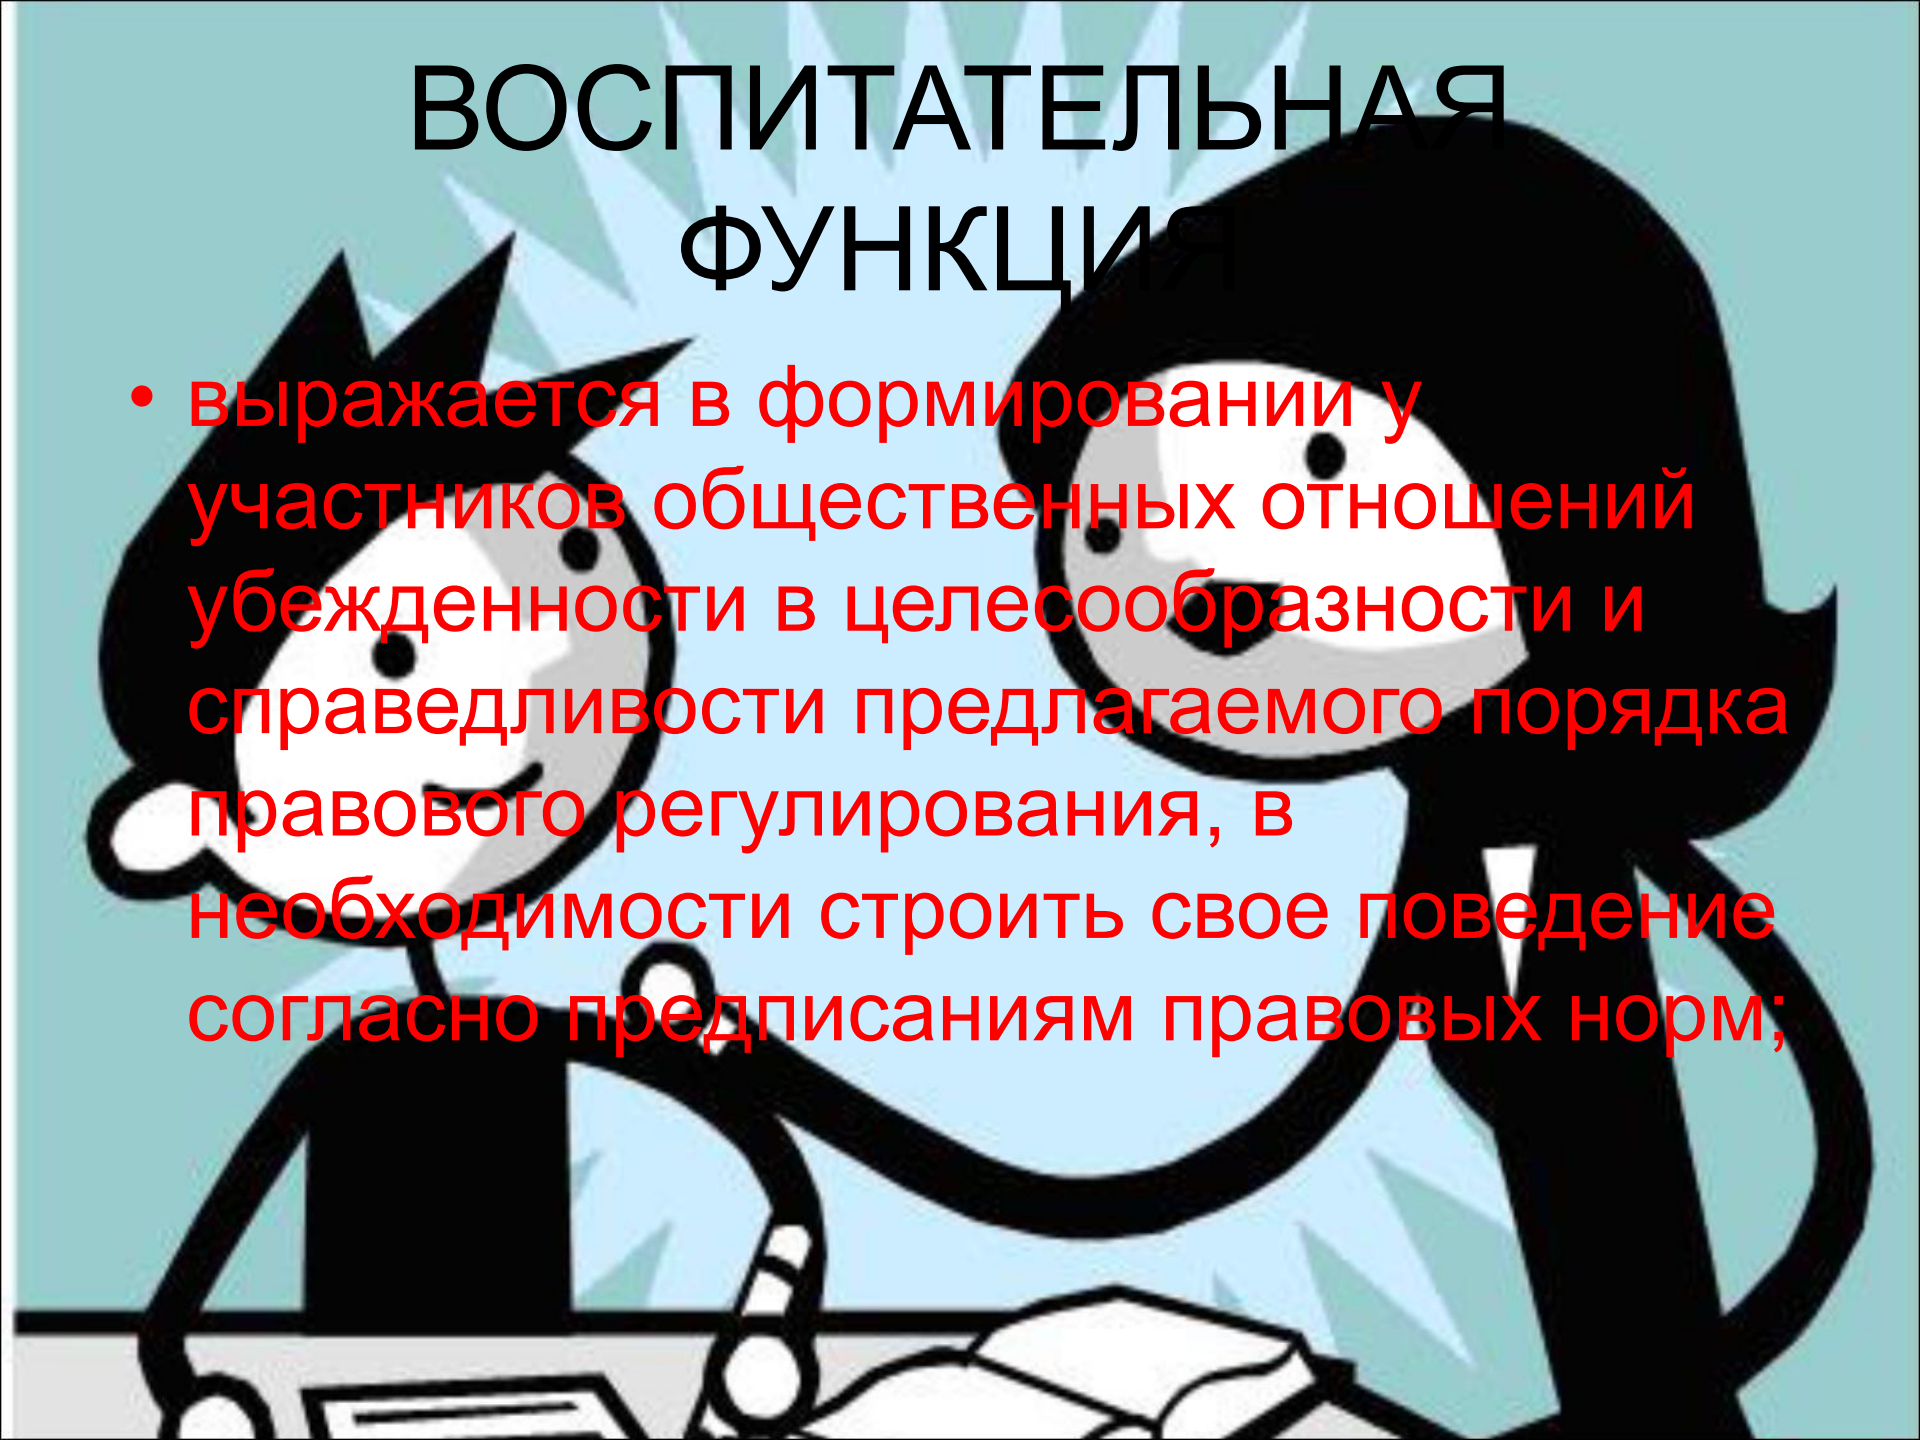 ВОСПИТАТЕЛЬНАЯ
ФУНКЦИЯ
• выражается в формировании у
участников общественных отношений
убежденности в целесообразности и
справедливости предлагаемого порядка
правового регулирования, в
необходимости строить свое поведение
согласно предписаниям правовых норм;